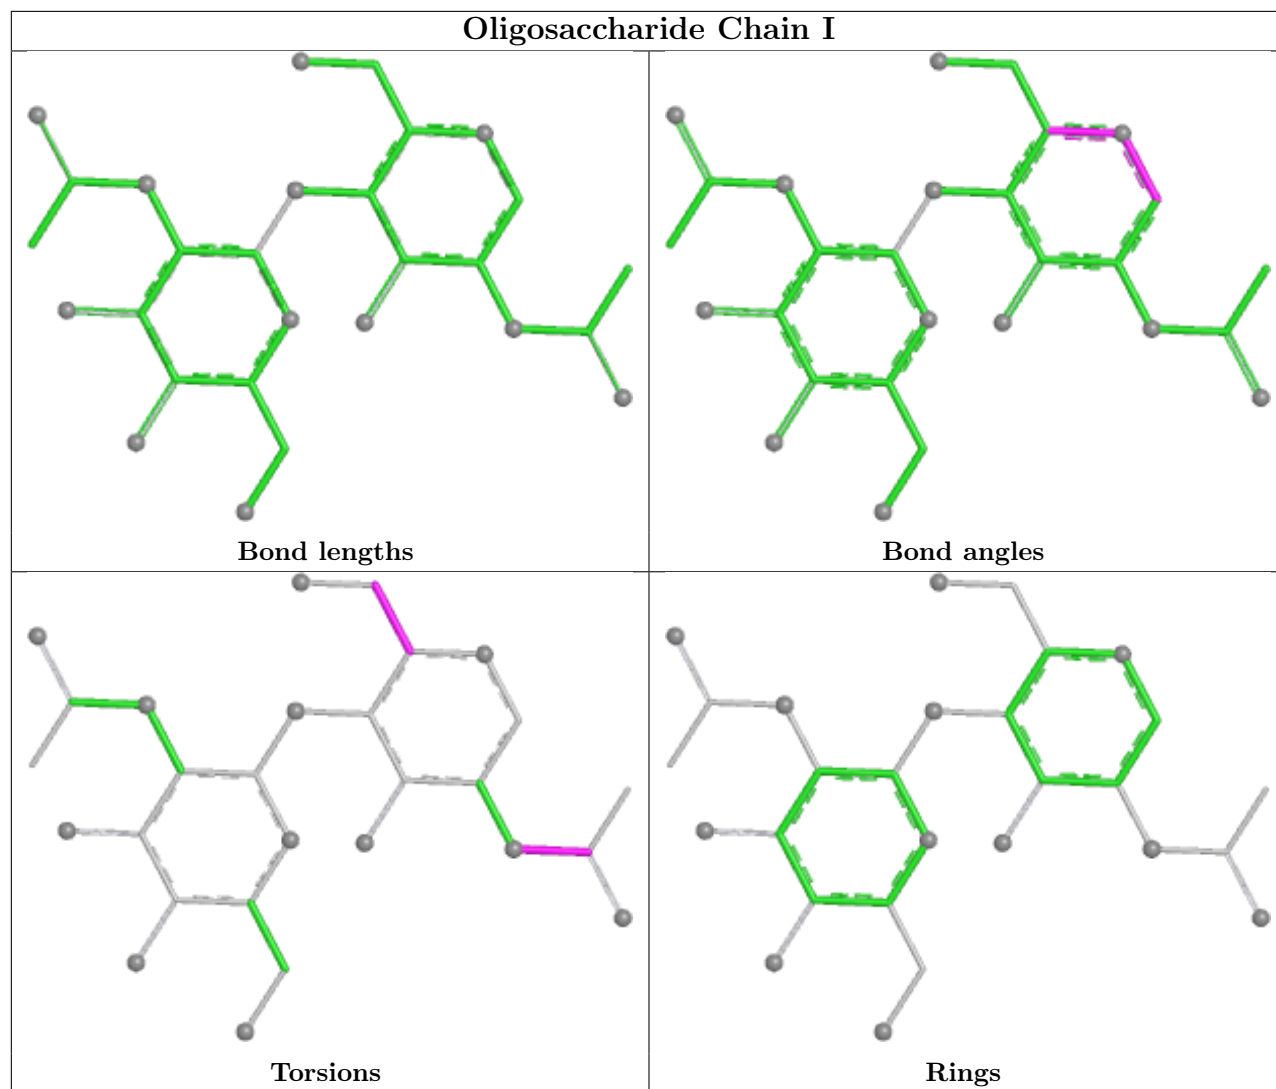 Oligosaccharide Chain I
Bond lengths
Bond angles
Torsions
Rings